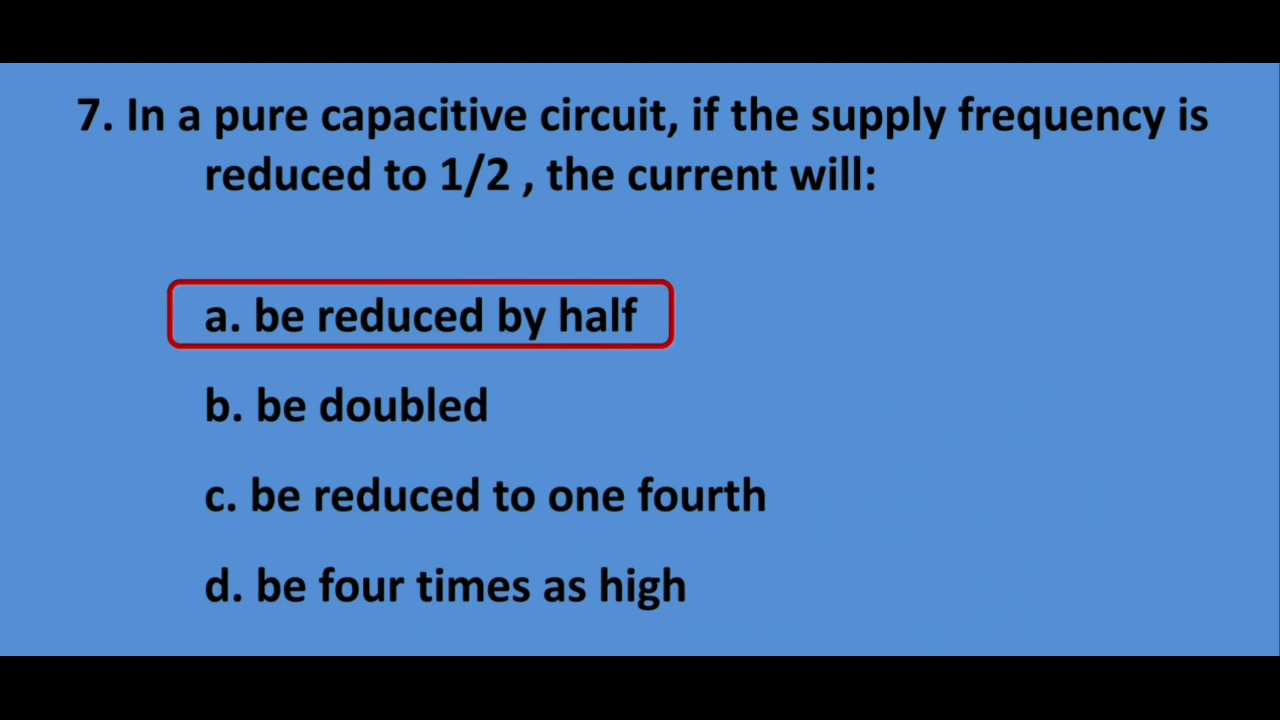 7. In a pure capacitive circuit, if the supply frequency is
reduced to 1/2 , the current will:
a. be reduced by half
b. be doubled
c. be reduced to one fourth
d. be four times as high